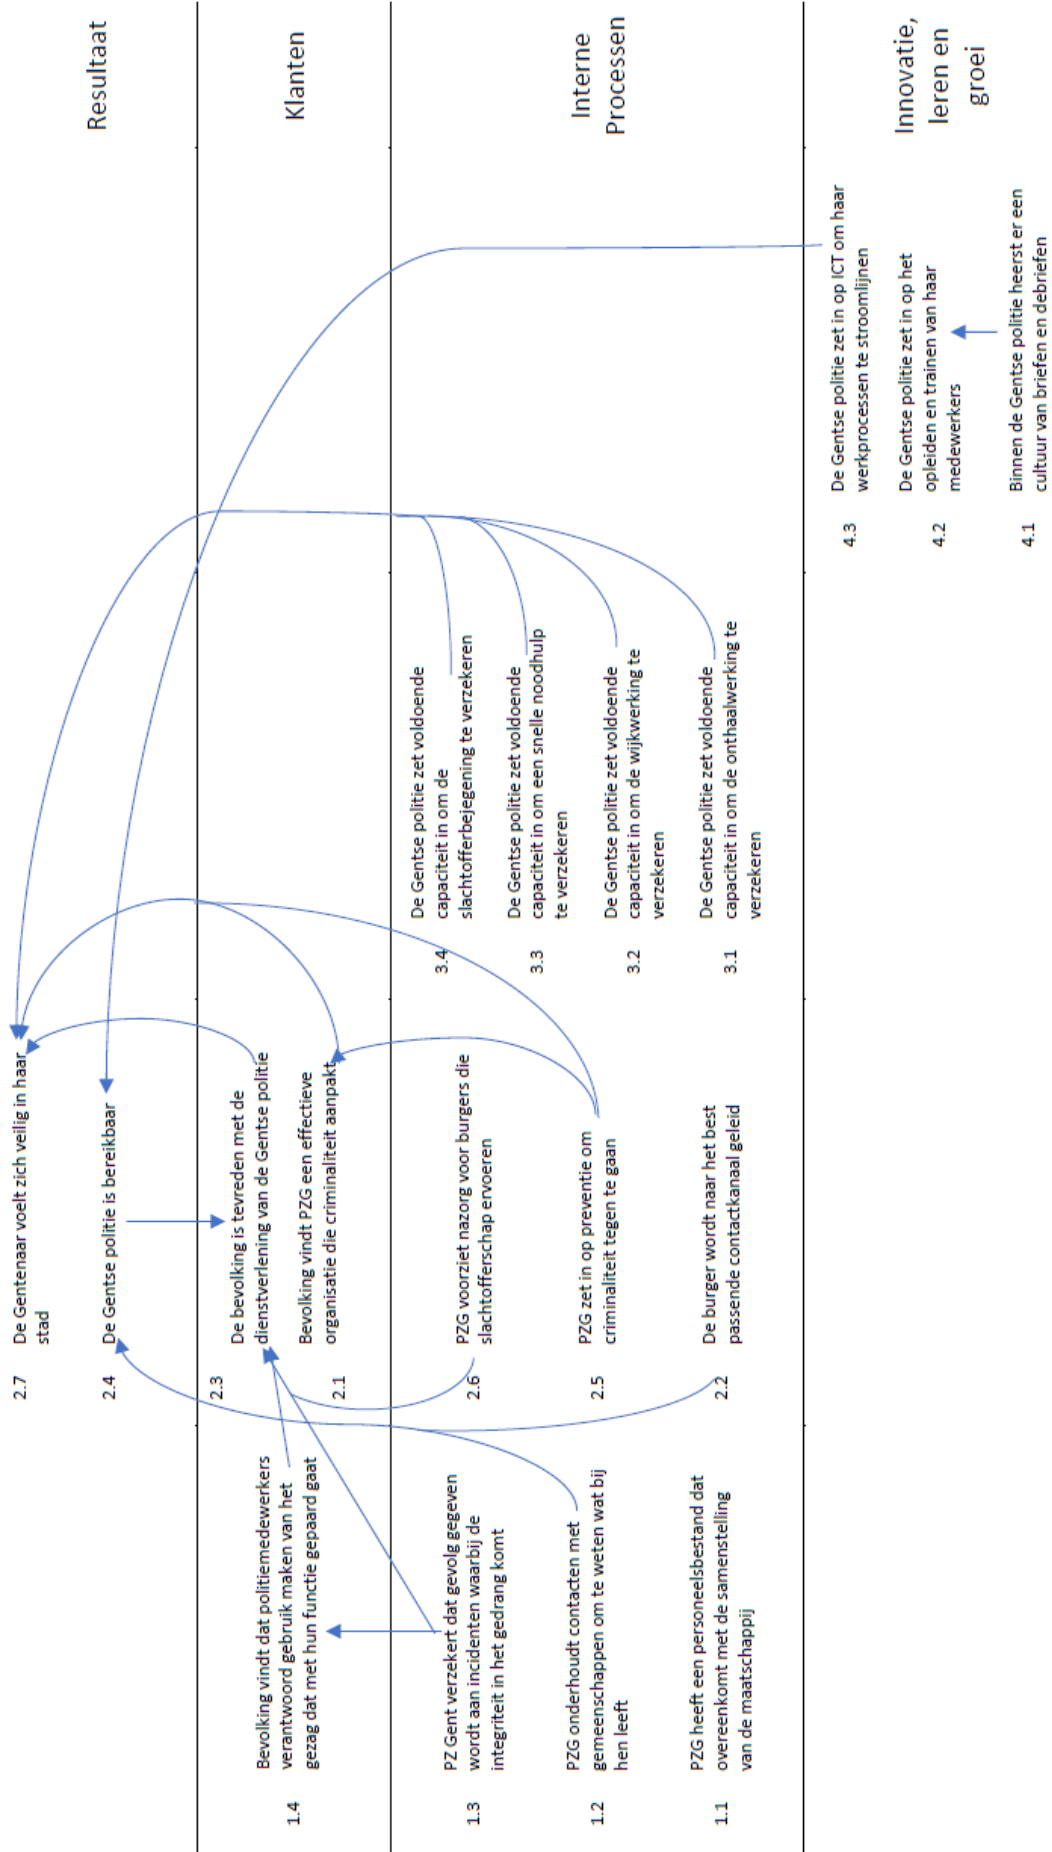 Resultaat
2.7
De Gentenaar voelt zich veilig in haar
stad
2.4
De Gentse politie is bereikbaar
Klanten
1.4
Bevolking vindt dat politiemedewerkers
verantwoord gebruik maken van het
gezag dat met hun functie gepaard gaat
2.3
De bevolking is tevreden met de
dienstverlening van de Gentse politie
2.1
Bevolking vindt PZG een effectieve
organisatie die criminaliteit aanpakt
Interne
Processen
1.3
PZ Gent verzekert dat gevolg gegeven
wordt aan incidenten waarbij de
integriteit in het gedrang komt
1.2
PZG onderhoudt contacten met
gemeenschappen om te weten wat bij
hen leeft
1.1
PZG heeft een personeelsbestand dat
overeenkomt met de samenstelling
van de maatschappij
2.6
PZG voorziet nazorg voor burgers die
slachtofferschap ervoeren
2.5
PZG zet in op preventie om
criminaliteit tegen te gaan
2.2
De burger wordt naar het best
passende contactkanaal geleid
3.4
De Gentse politie zet voldoende
capaciteit in om de
slachtofferbejegening te verzekeren
3.3
De Gentse politie zet voldoende
capaciteit in om een snelle noodhulp
te verzekeren
3.2
De Gentse politie zet voldoende
capaciteit in om de wijkwerking te
verzekeren
3.1
De Gentse politie zet voldoende
capaciteit in om de onthaalwerking te
verzekeren
Innovatie,
leren en
groei
4.3
De Gentse politie zet in op ICT om haar
werkprocessen te stroomlijnen
4.2
De Gentse politie zet in op het
opleiden en trainen van haar
medewerkers
4.1
Binnen de Gentse politie heerst er een
cultuur van briefen en debriefen